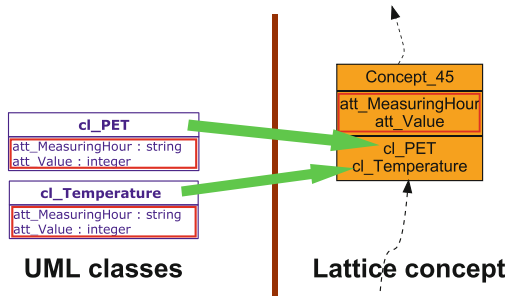 cl_PET
att_MeasuringHour : string
att_Value : integer
cl_Temperature
att_MeasuringHour : string
att_Value : integer
UML classes
Concept_45
att_MeasuringHour
att_Value
cl_PET
cl_Temperature
Lattice concept